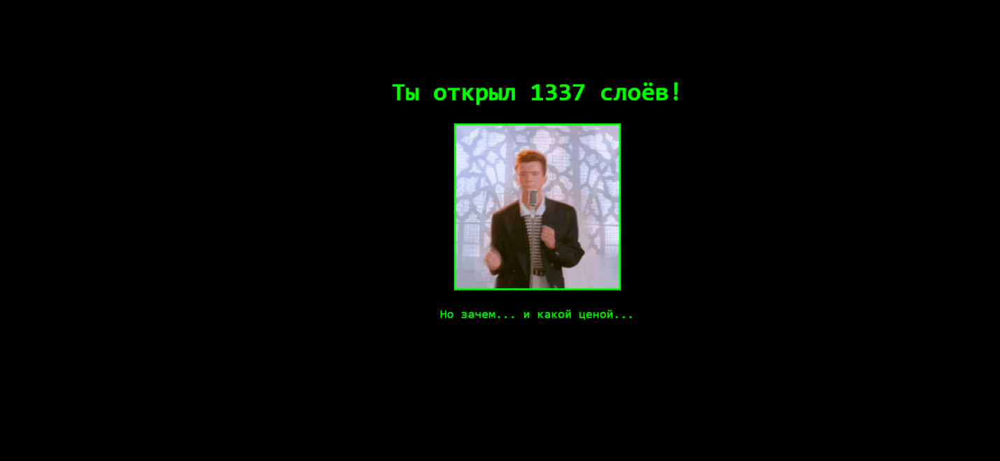 Ты открыл 1337 слоёв!
Но зачем... и какой ценой...